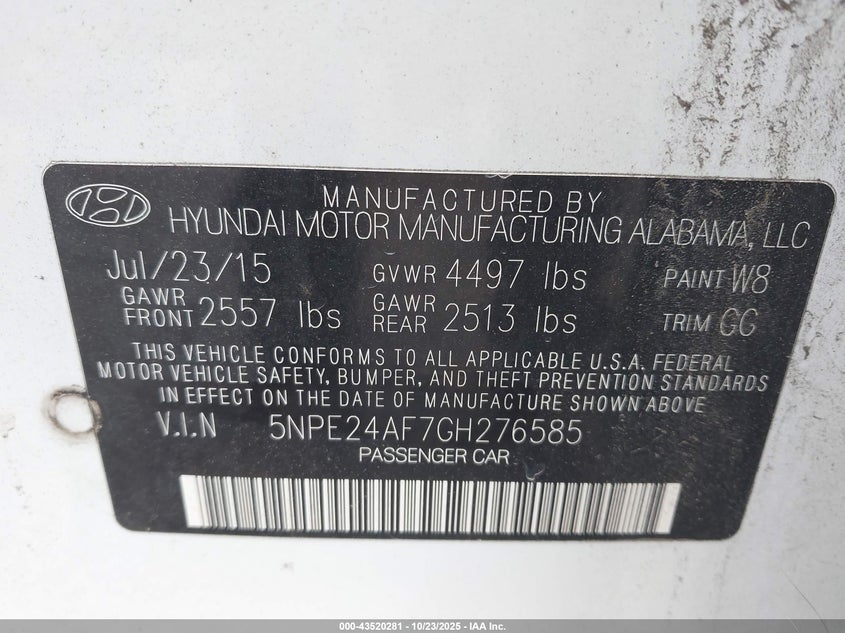 MANUFACTURED BY
HYUNDAI MOTOR MANUFACTURING ALABAMA, LLC
Jul/23/15 GVWR 4497 lbs PAINT W8
GAWR FRONT 2557 lbs GAWR REAR 2513 lbs TRIM GG
THIS VEHICLE CONFORMS TO ALL APPLICABLE U.S.A. FEDERAL
MOTOR VEHICLE SAFETY, BUMPER, AND THEFT PREVENTION STANDARDS
IN EFFECT ON THE DATE OF MANUFACTURE SHOWN ABOVE
V.I.N 5NPE24AF7GH276585
PASSENGER CAR
000-43520281 - 10/23/2025 - IAA Inc.